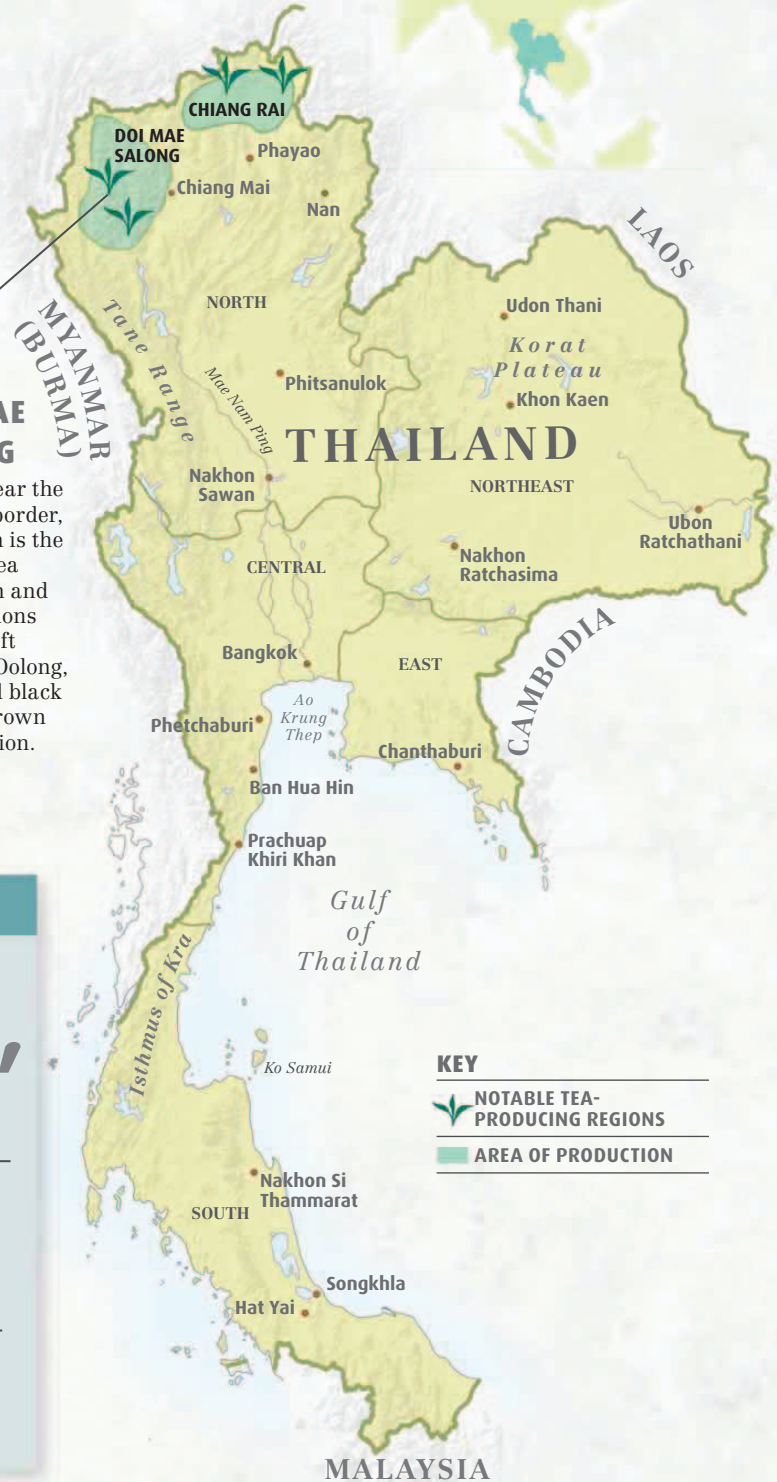 CHIANG RAI
DOI MAE
SALONG
Phayao
Chiang Mai
Nan
LAOS
NORTH
Udon Thani
MYANMAR
(BURMA)
Tane Range
Korat
Plateau
Mae Nam Ping
Phitsanulok
Khon Kaen
THAILAND
Nakhon
Sawan
NORTHEAST
Ubon
Ratchathani
CENTRAL
Nakhon
Ratchasima
Bangkok
EAST
CAMBODIA
Ao
Krung
Thep
Phetchaburi
Chanthaburi
Ban Hua Hin
Prachuap
Khiri Khan
Gulf
of
Thailand
Isthmus of Kra
Ko Samui
Nakhon Si
Thammarat
SOUTH
Songkhla
Hat Yai
MALAYSIA
AE
G
ear the
border,
n is the
ea
n and
ions
ft
Oolong,
l black
rown
ion.
KEY
NOTABLE TEA-
PRODUCING REGIONS
AREA OF PRODUCTION